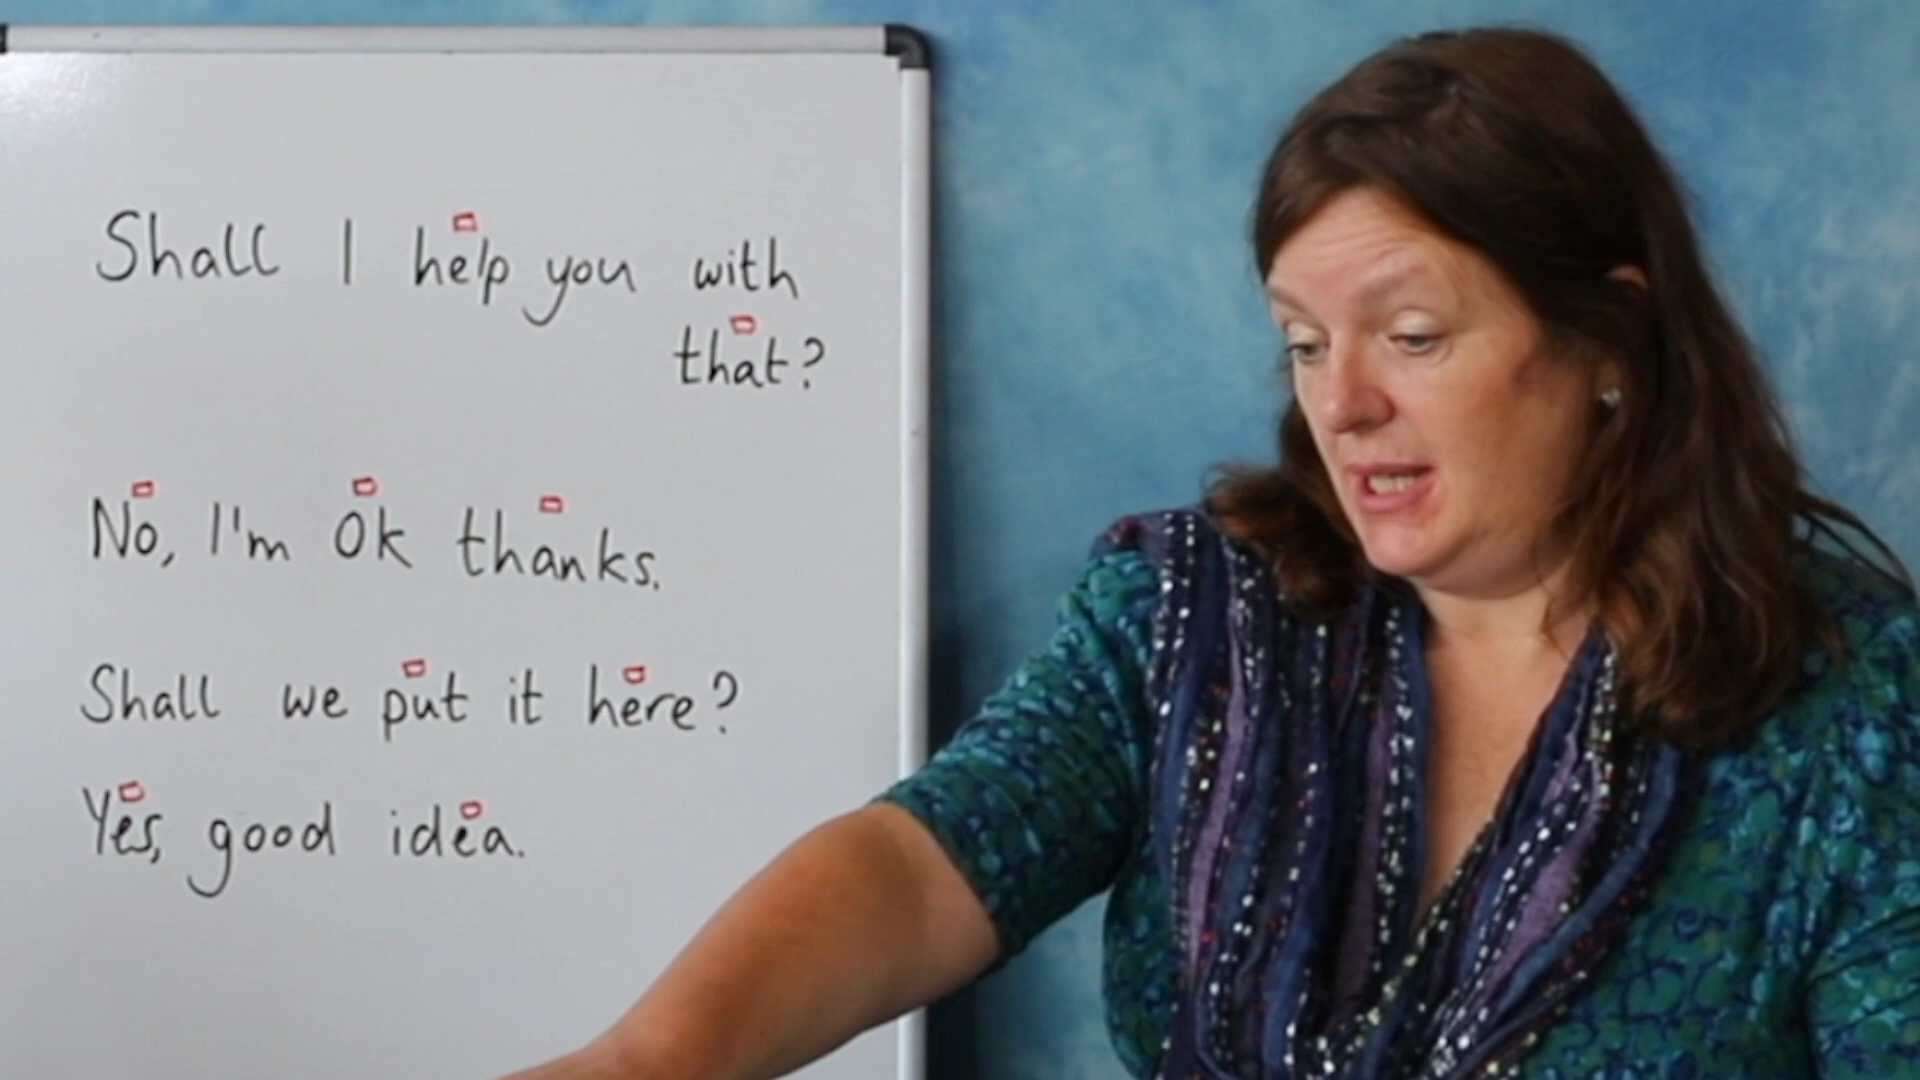 Shall I help you with
that?
No, I'm Ok thanks.
Shall we put it here?
Yes, good idea.